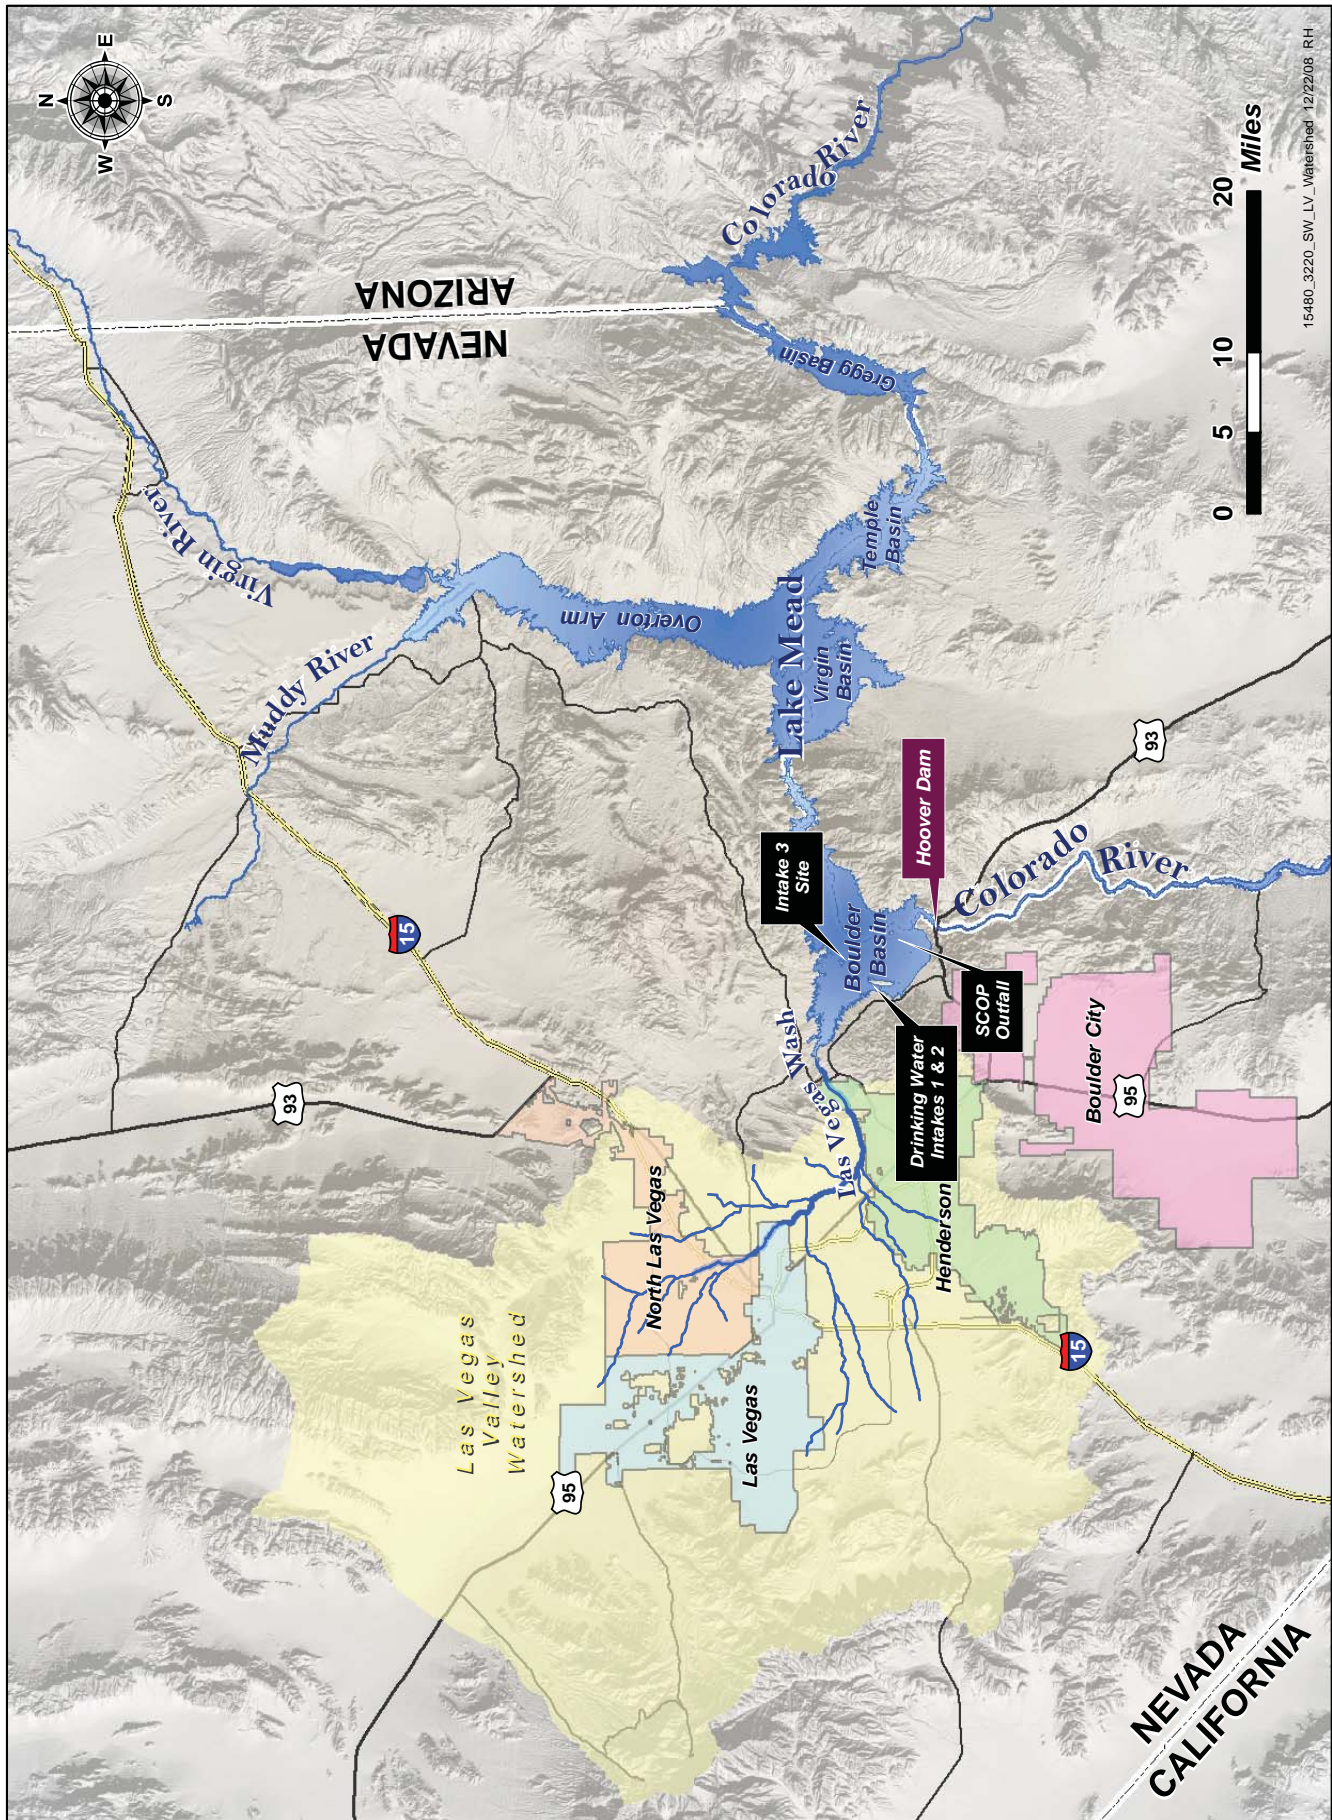 N
E
S
W
Colorado
River
NEVADA
ARIZONA
Virgin River
Muddy River
Overton Arm
Gregg Basin
Temple
Basin
Lake Mead
Virgin
Basin
Intake 3
Site
Boulder
Basin
Hoover Dam
Colorado
River
SCOP
Outfall
Drinking Water
Intakes 1 & 2
Las Vegas Wash
Boulder City
Henderson
North Las Vegas
Las Vegas
Las Vegas
Valley
Watershed
15
93
93
95
95
15
NEVADA
CALIFORNIA
0
5
10
20
Miles
15480_3220_SW_LV_Watershed 12/22/08 RH